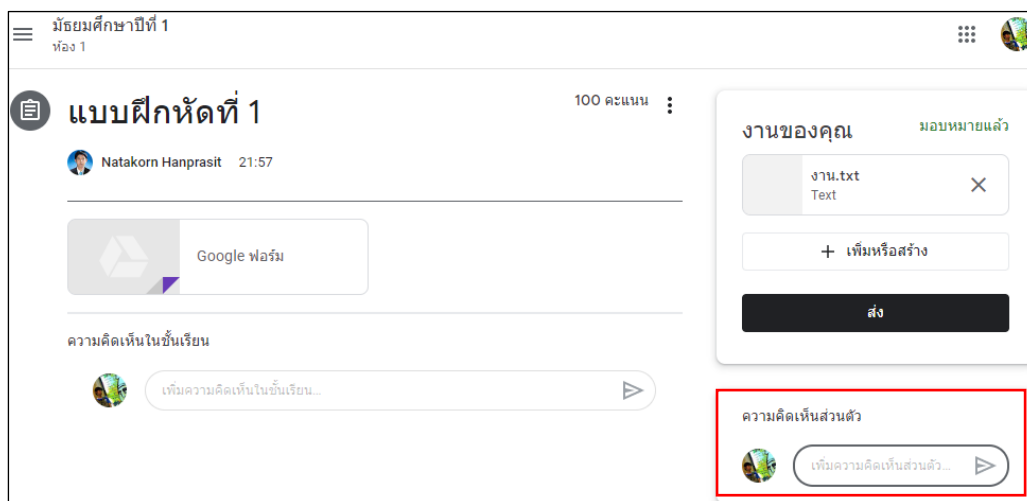 มัธยมศึกษาปีที่ 1
ห้อง 1
แบบฝึกหัดที่ 1
100 คะแนน
Natakorn Hanprasit 21:57
Google ฟอร์ม
ความคิดเห็นในชั้นเรียน
เพิ่มความคิดเห็นในชั้นเรียน...
งานของคุณ
มอบหมายแล้ว
งาน.txt
Text
เพิ่มหรือสร้าง
ส่ง
ความคิดเห็นส่วนตัว
เพิ่มความคิดเห็นส่วนตัว...